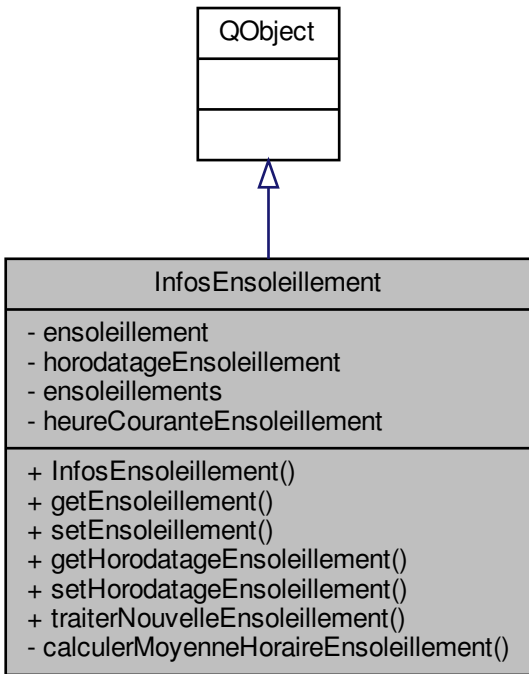 QObject
InfosEnsoleillement
- ensoleillement
- horodatageEnsoleillement
- ensoleillements
- heureCouranteEnsoleillement
+ InfosEnsoleillement()
+ getEnsoleillement()
+ setEnsoleillement()
+ getHorodatageEnsoleillement()
+ setHorodatageEnsoleillement()
+ traiterNouvelleEnsoleillement()
- calculerMoyenneHoraireEnsoleillement()